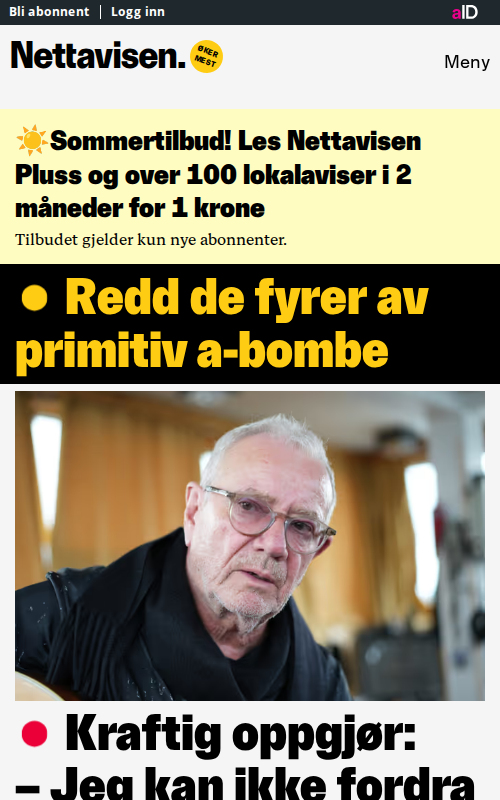 Bli abonnent | Logg inn
aID
Nettavisen.
ØKER
MEST
Meny
Sommertilbud! Les Nettavisen
Pluss og over 100 lokalaviser i 2
måneder for 1 krone
Tilbudet gjelder kun nye abonnenter.
Redd de fyrer av
primitiv a-bombe
Kraftig oppgjør:
– Jeg kan ikke fordra